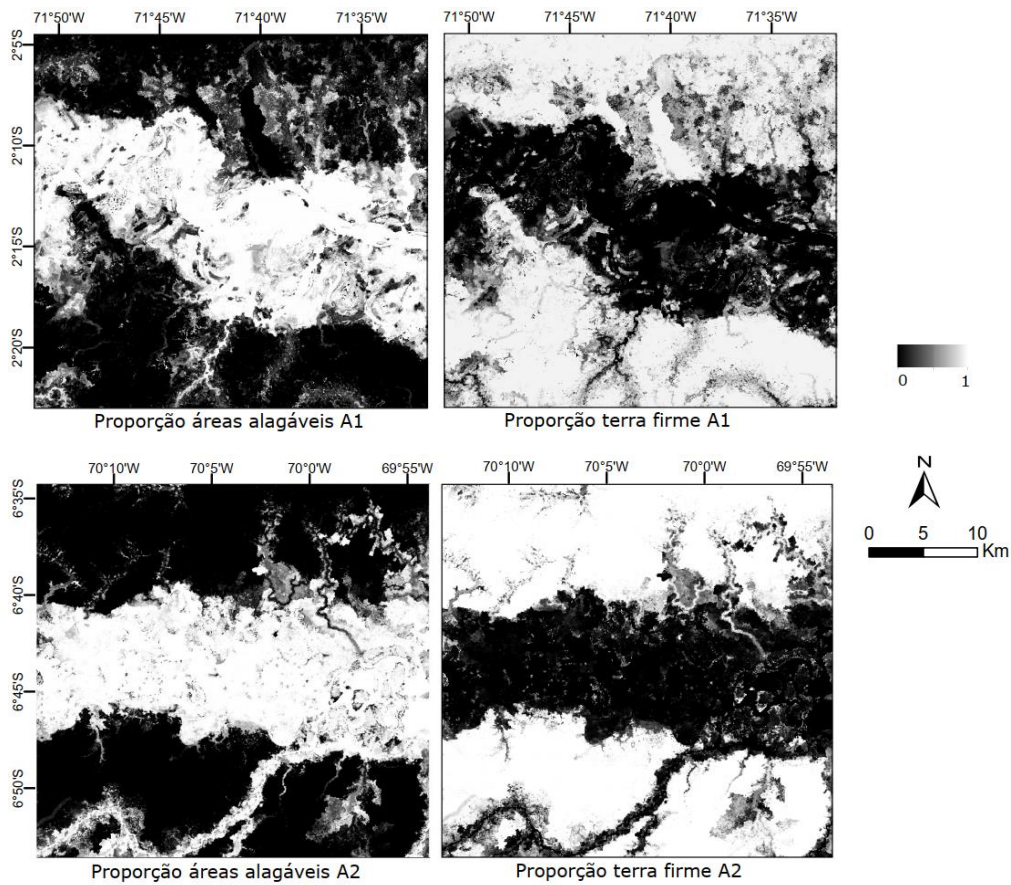 71°50'W 71°45'W 71°40'W 71°35'W
71°50'W 71°45'W 71°40'W 71°35'W
2°5'S
2°10'S
2°15'S
2°20'S
0 1
Proporção áreas alagáveis A1
Proporção terra firme A1
70°10'W 70°5'W 70°0'W 69°55'W
70°10'W 70°5'W 70°0'W 69°55'W
6°35'S
6°40'S
6°45'S
6°50'S
N
0 5 10
Km
Proporção áreas alagáveis A2
Proporção terra firme A2